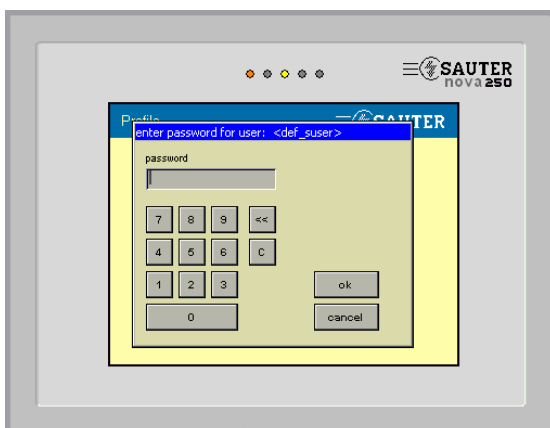 SAUTER
nova 250
Profile
SAUTER
enter password for user: <def_suser>
password
7 8 9 <<
4 5 6 C
1 2 3
ok
0
cancel